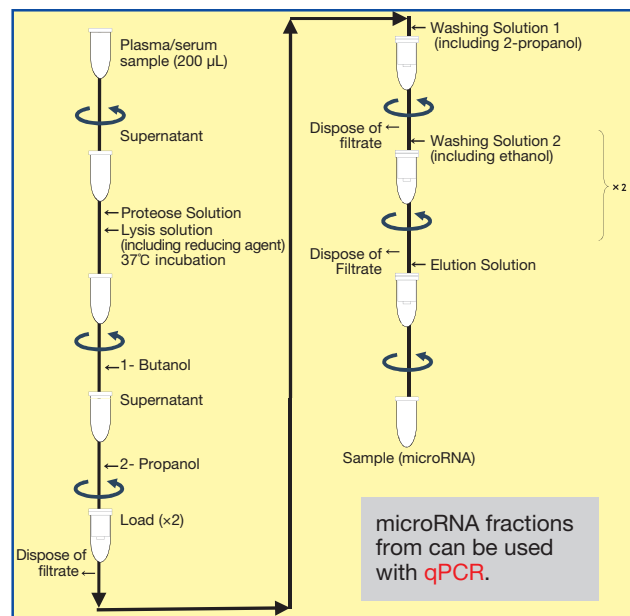 Plasma/serum
sample (200 µL)
Supernatant
←Proteose Solution
←Lysis solution
(including reducing agent)
37℃ incubation
←1- Butanol
Supernatant
←2- Propanol
Load (×2)
Dispose of
filtrate ←
← Washing Solution 1
(including 2-propanol)
Dispose of ←
filtrate
← Washing Solution 2
(including ethanol)
×2
Dispose of ←
Filtrate
← Elution Solution
Sample (microRNA)
microRNA fractions
from can be used
with qPCR.